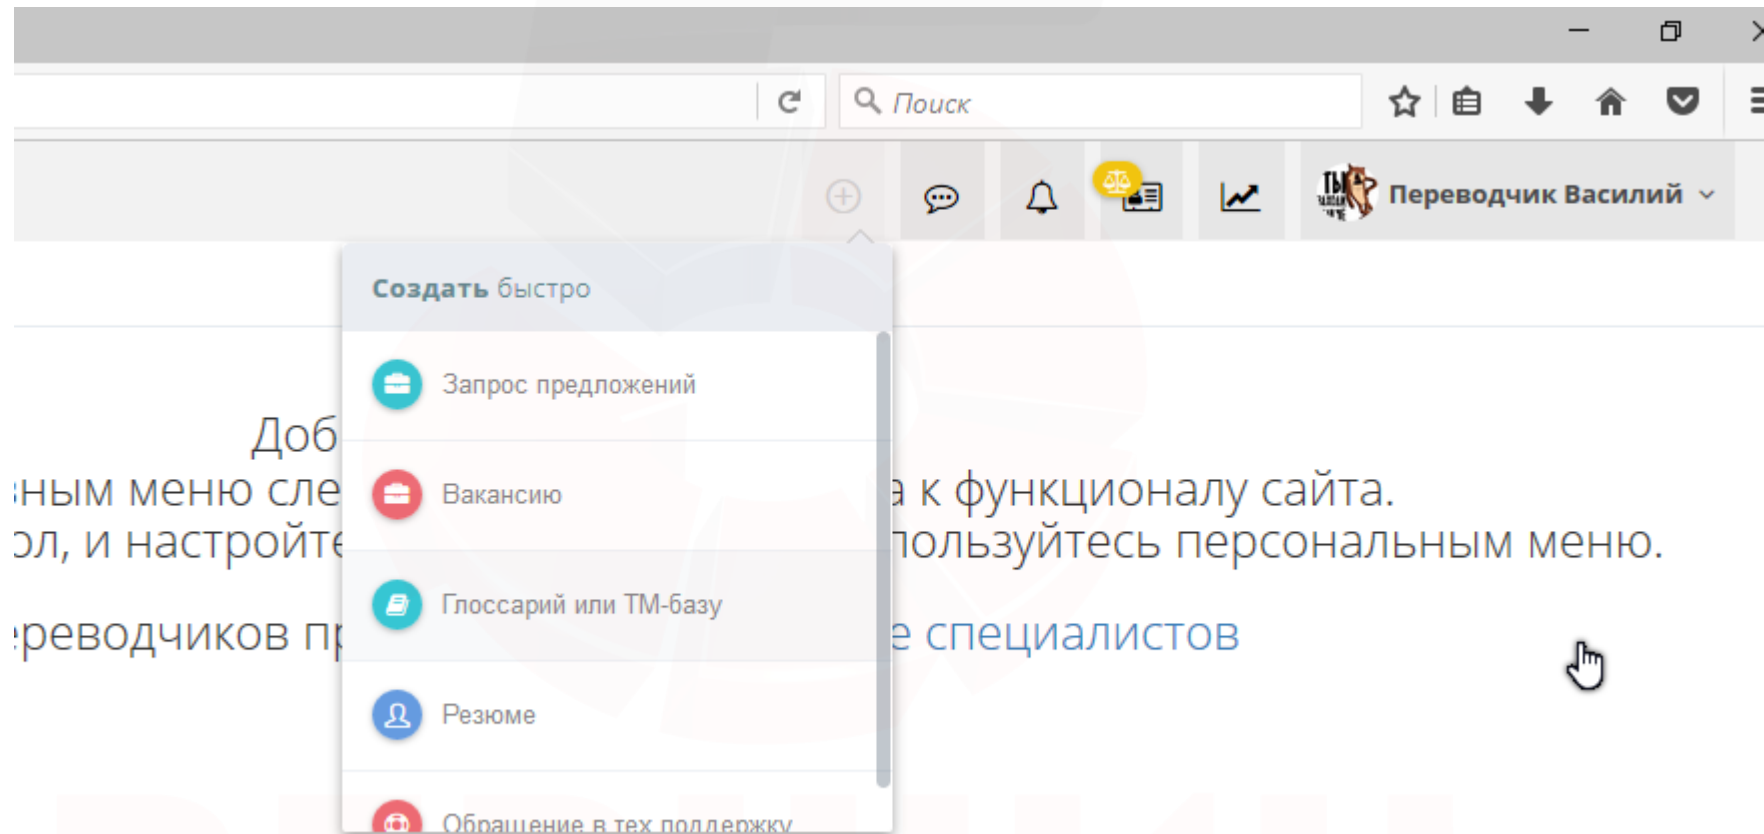 Поиск
Переводчик Василий
Создать быстро
Запрос предложений
Вакансию
Глоссарий или ТМ-базу
Резюме
Обращение в тех поддержку
Доб
ным меню сле
а к функционалу сайта.
ол, и настройте
пользуйтесь персональным меню.
реводчиков пр
е специалистов